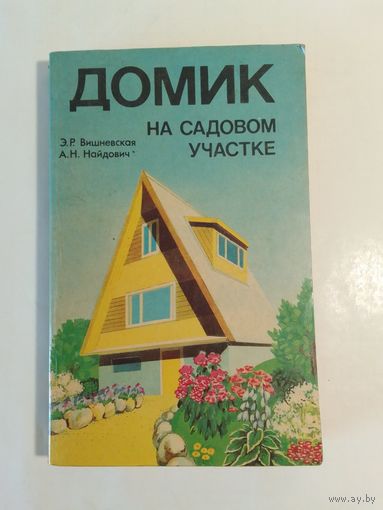 ДОМИК
НА САДОВОМ
УЧАСТКЕ
Э.Р. Вишневская
А.Н. Найдович
www.ay.by